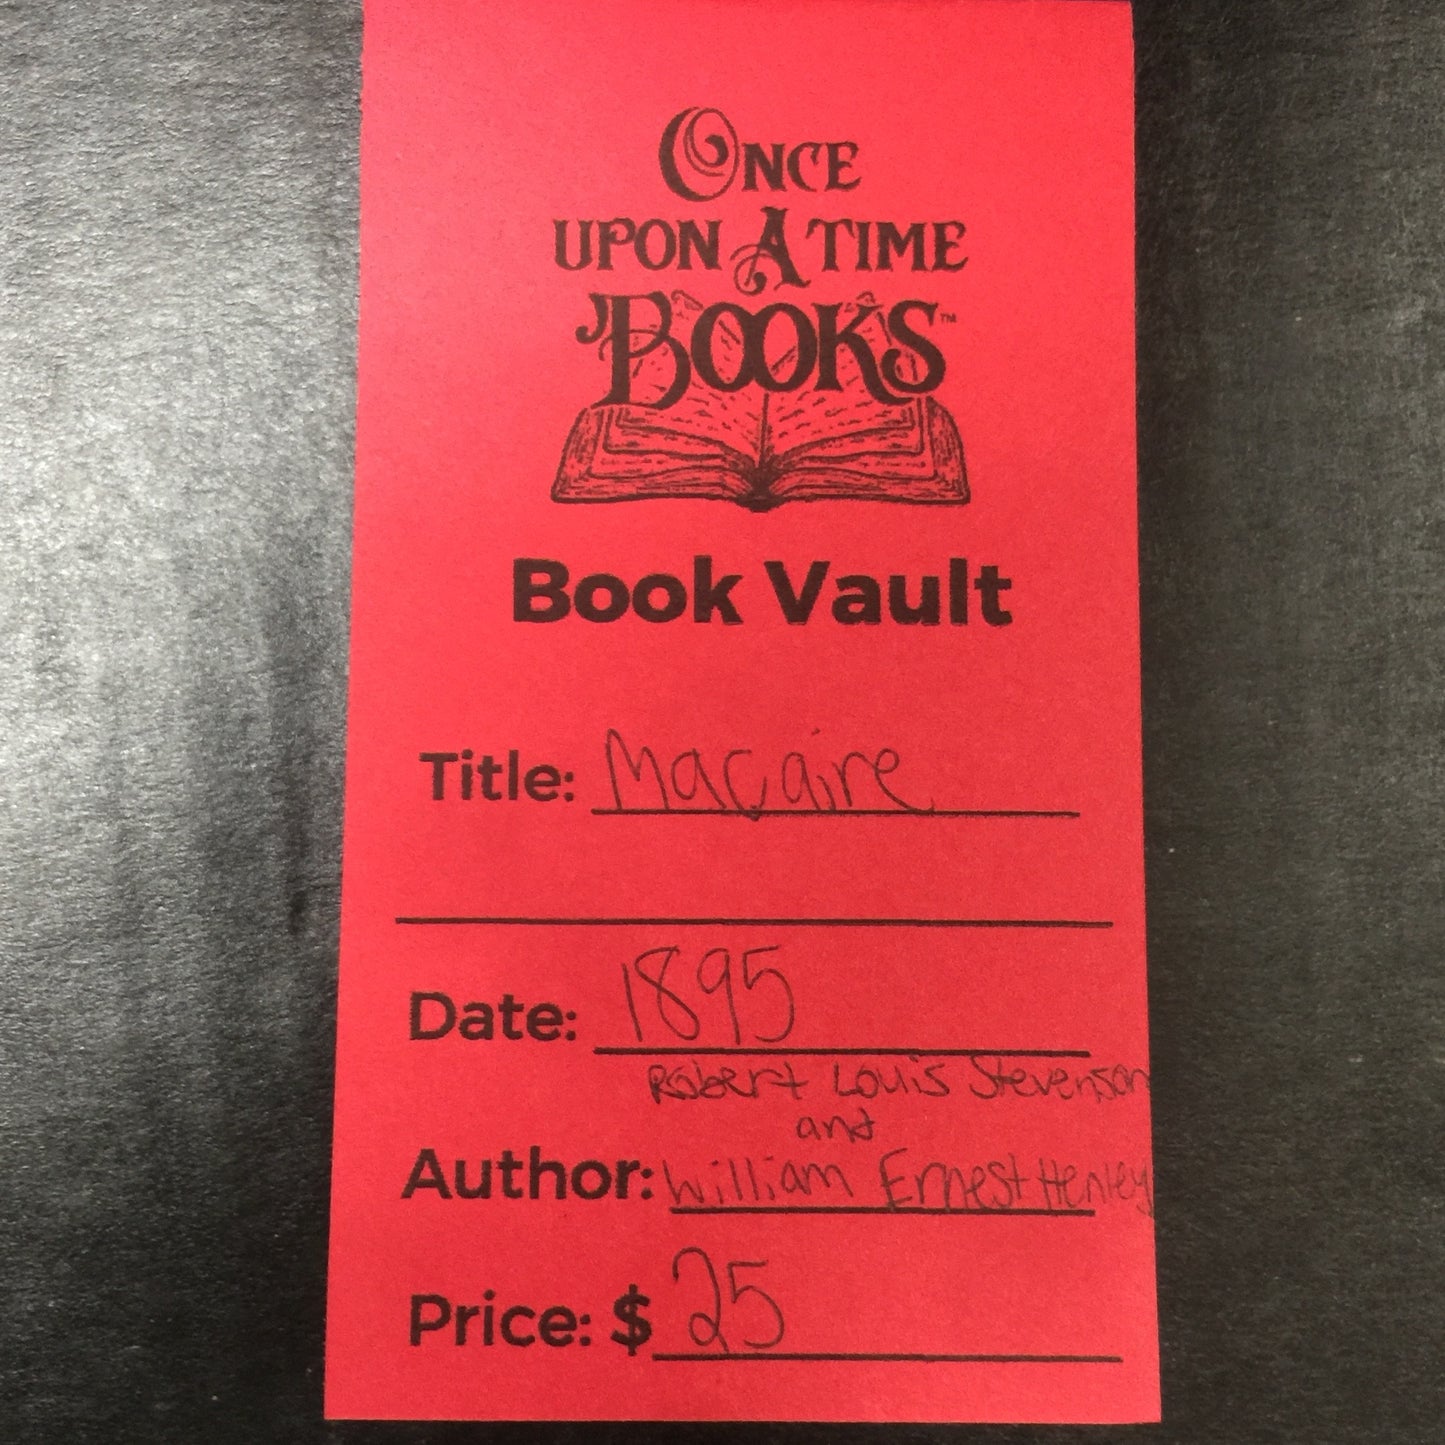 ONCE
UPON A TIME
BOOKS™
Book Vault
Title: Macaire
Date: 1895
Robert Louis Stevenson
and
Author: William Ernest Henley
Price: $ 25